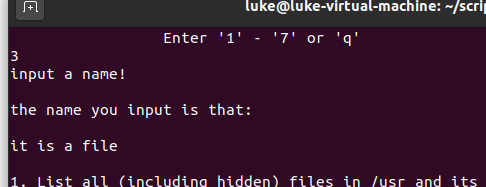 luke@luke-virtual-machine: ~/scrip
Enter '1' - '7' or 'q'
3
input a name!
the name you input is that:
it is a file
1. List all (including hidden) files in /usr and its